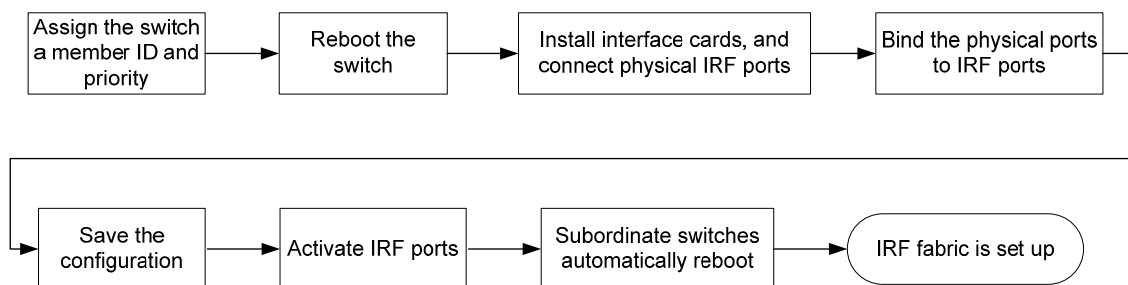 Assign the switch
a member ID and
priority
Reboot the
switch
Install interface cards, and
connect physical IRF ports
Bind the physical ports
to IRF ports
Save the
configuration
Activate IRF ports
Subordinate switches
automatically reboot
IRF fabric is set up